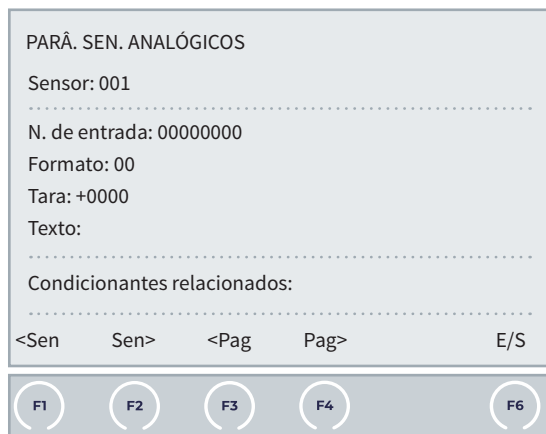 PARÂ. SEN. ANALÓGICOS
Sensor: 001
N. de entrada: 00000000
Formato: 00
Tara: +0000
Texto:
Condicionantes relacionados:
<Sen Sen> <Pag Pag> E/S
F1 F2 F3 F4 F6